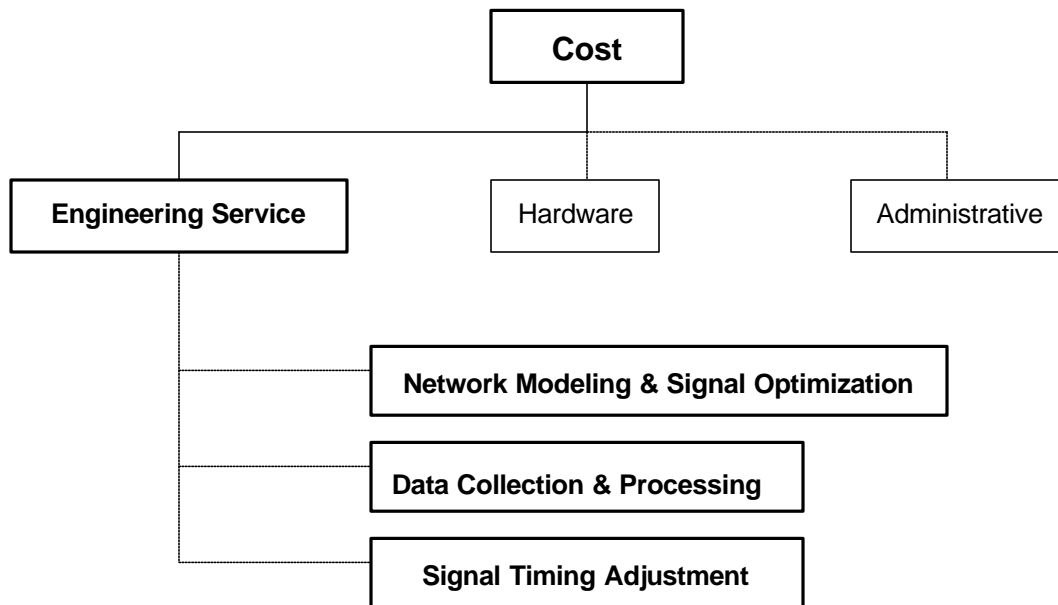 Cost
Engineering Service
Hardware
Administrative
Network Modeling & Signal Optimization
Data Collection & Processing
Signal Timing Adjustment